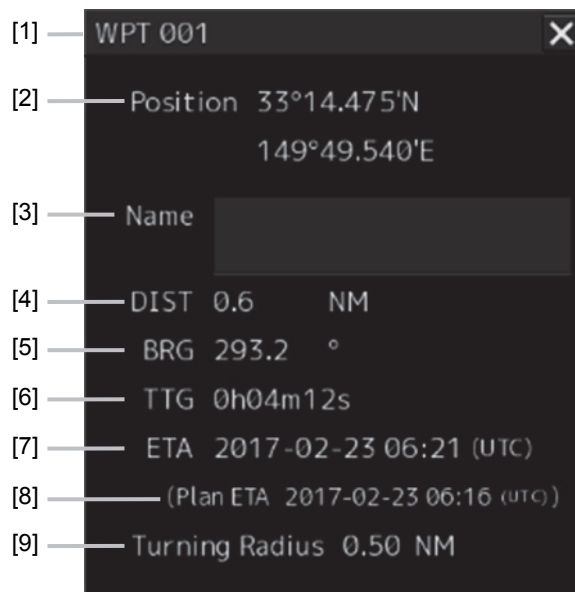 [1] WPT 001
[2] Position 33°14.475'N
149°49.540'E
[3] Name
[4] DIST 0.6 NM
[5] BRG 293.2 °
[6] TTG 0h04m12s
[7] ETA 2017-02-23 06:21 (UTC)
[8] (Plan ETA 2017-02-23 06:16 (UTC))
[9] Turning Radius 0.50 NM